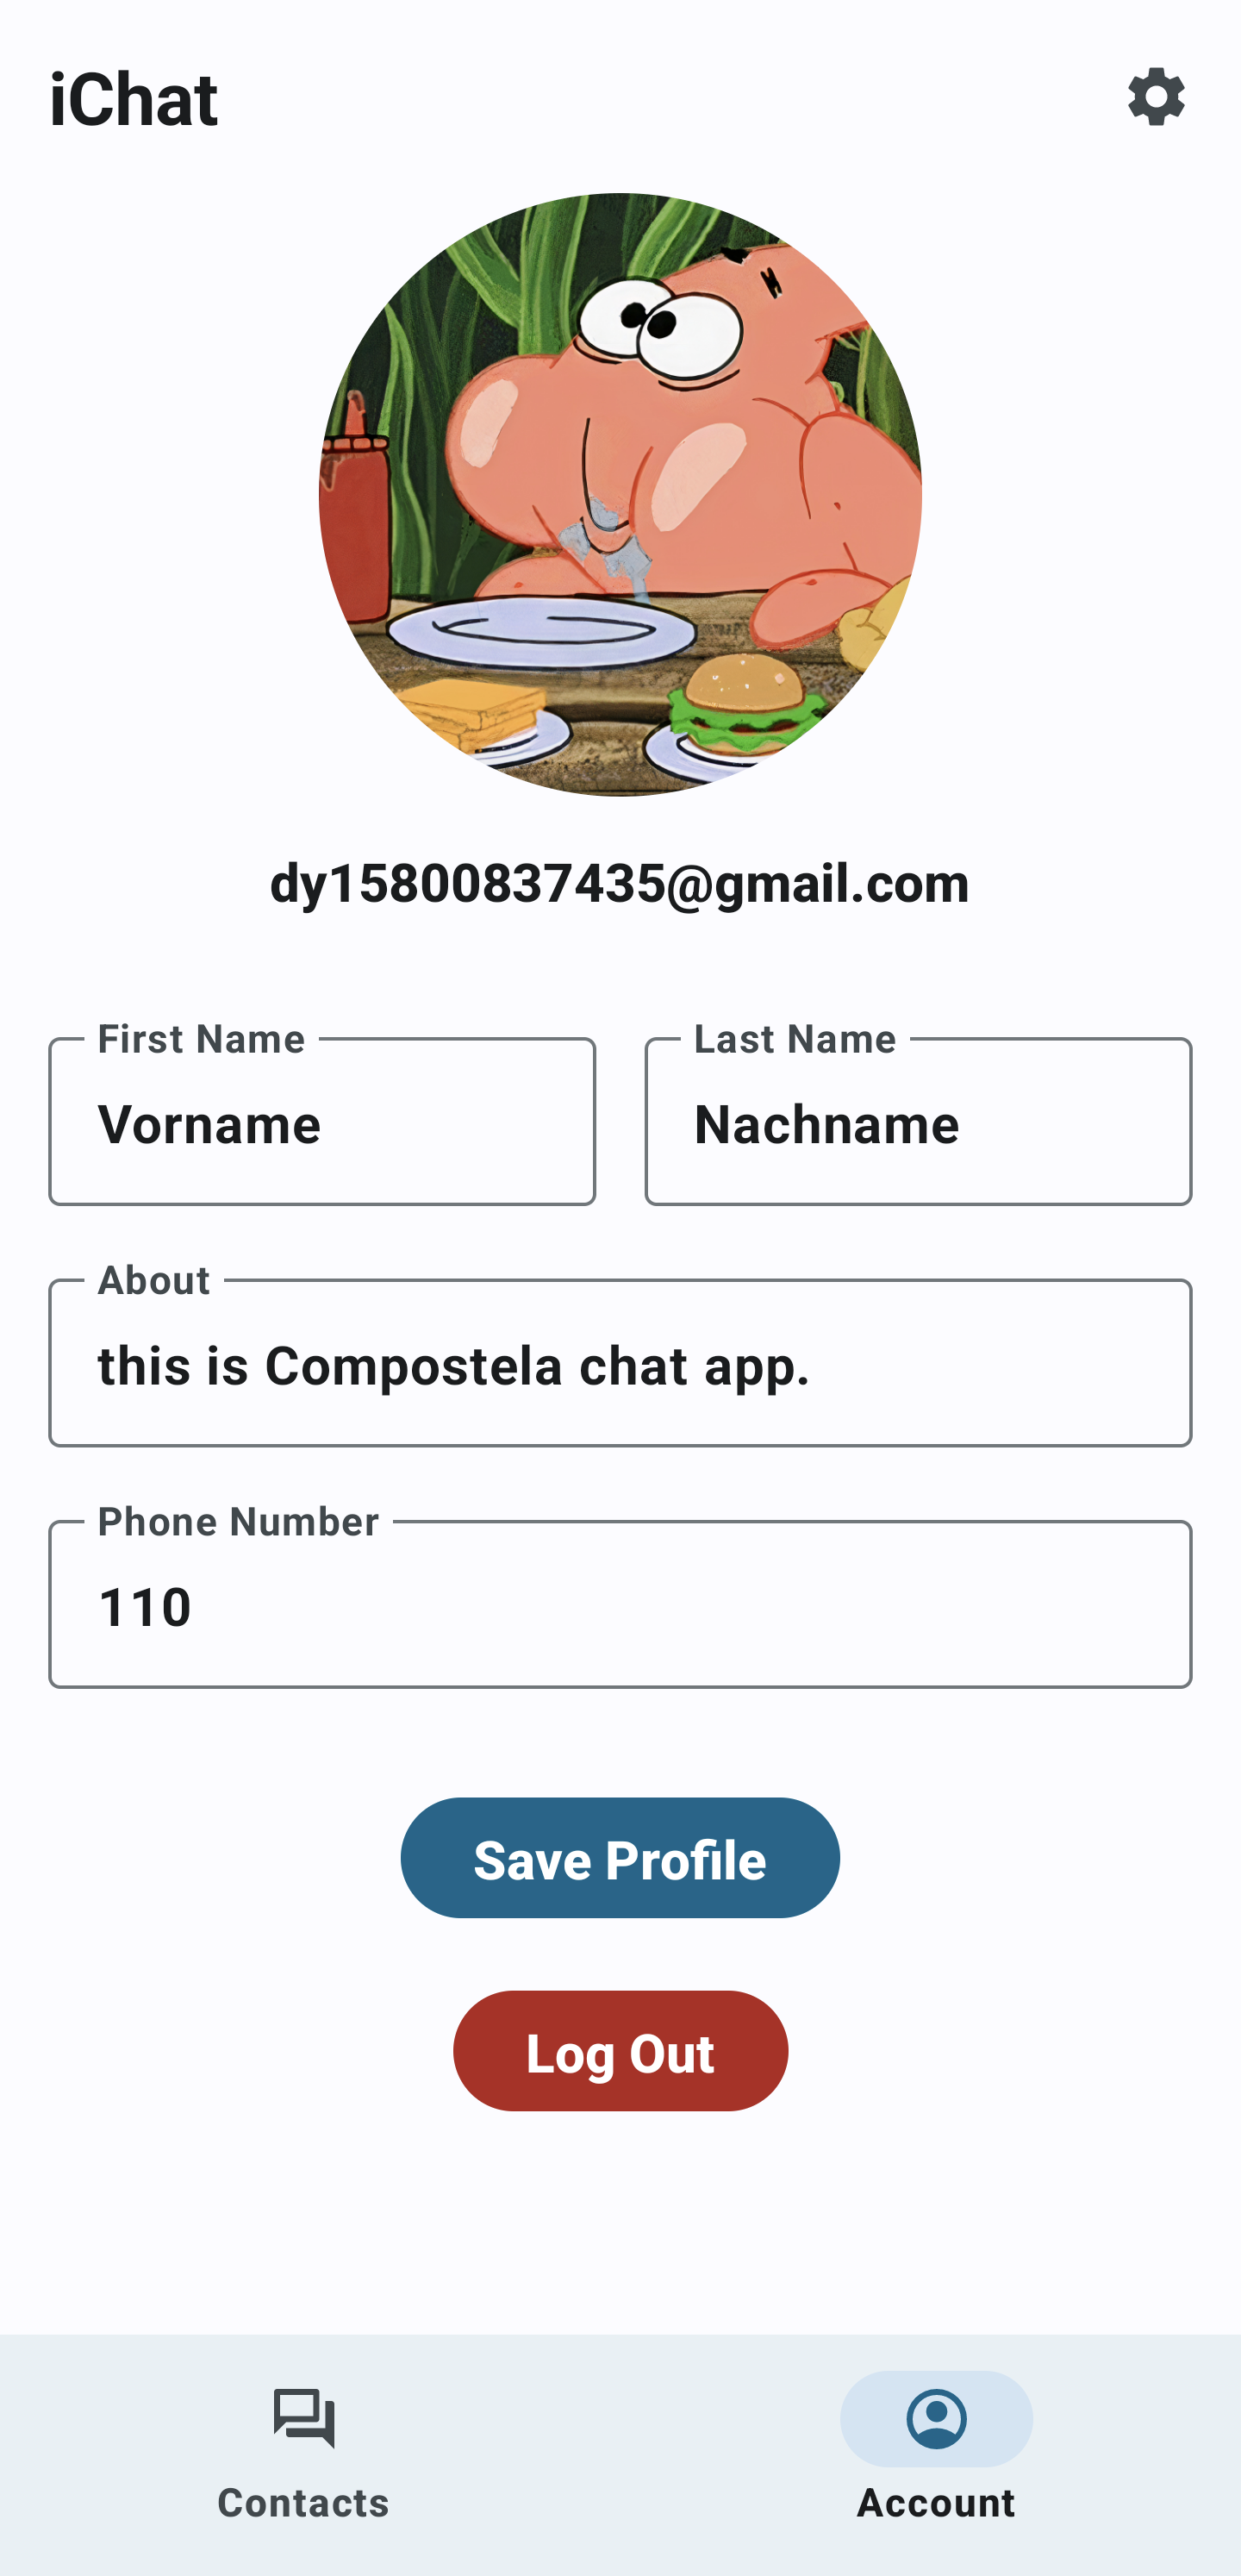 iChat
dy15800837435@gmail.com
First Name
Last Name
Vorname
Nachname
About
this is Compostela chat app.
Phone Number
110
Save Profile
Log Out
Contacts
Account